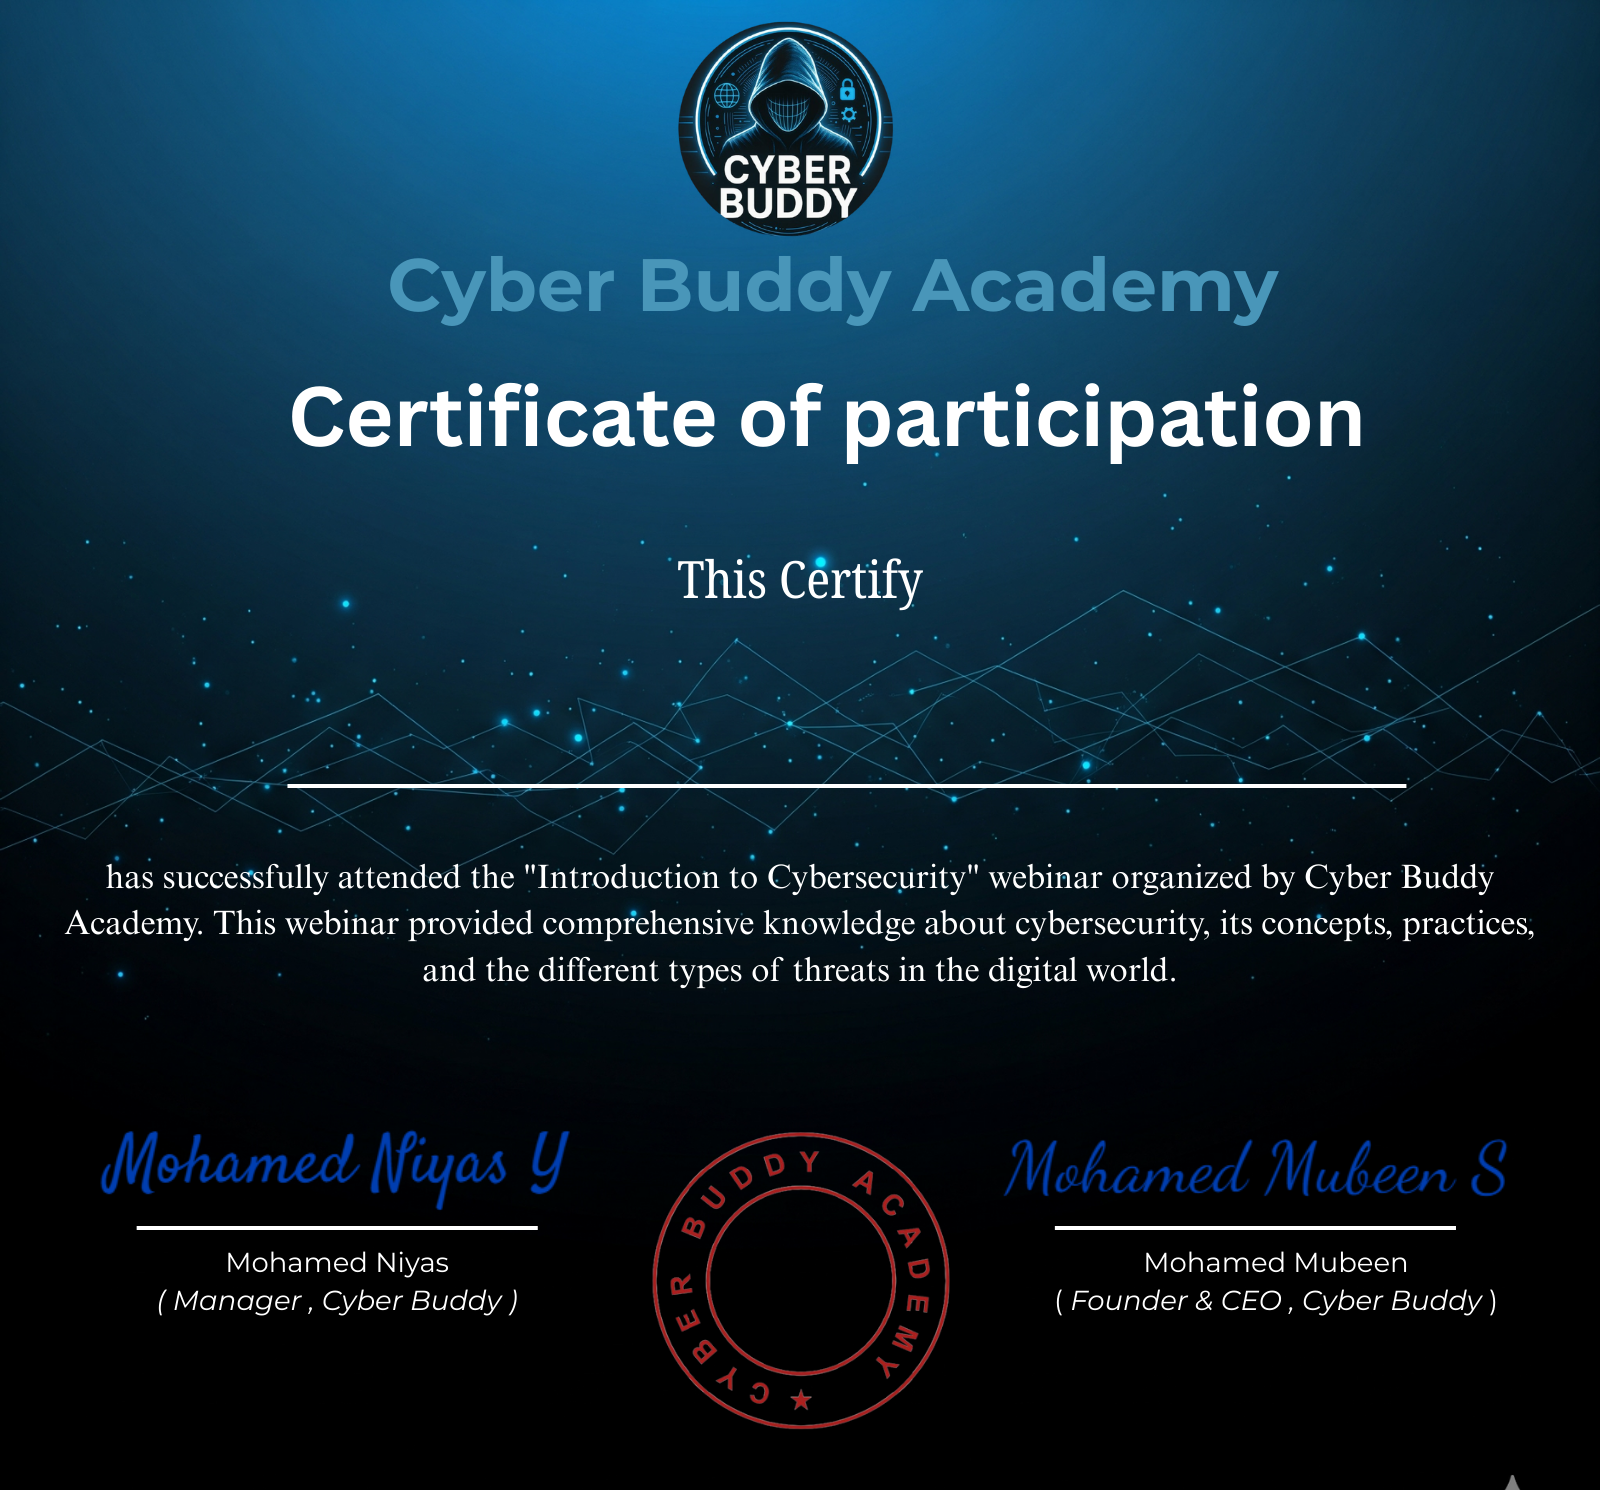 CYBER
BUDDY
Cyber Buddy Academy
Certificate of participation
This Certify
has successfully attended the "Introduction to Cybersecurity" webinar organized by Cyber Buddy
Academy. This webinar provided comprehensive knowledge about cybersecurity, its concepts, practices,
and the different types of threats in the digital world.
Mohamed Niyas Y
Mohamed Niyas
( Manager , Cyber Buddy )
CYBER BUDDY ACADEMY ★
Mohamed Mubeen S
Mohamed Mubeen
( Founder & CEO , Cyber Buddy )